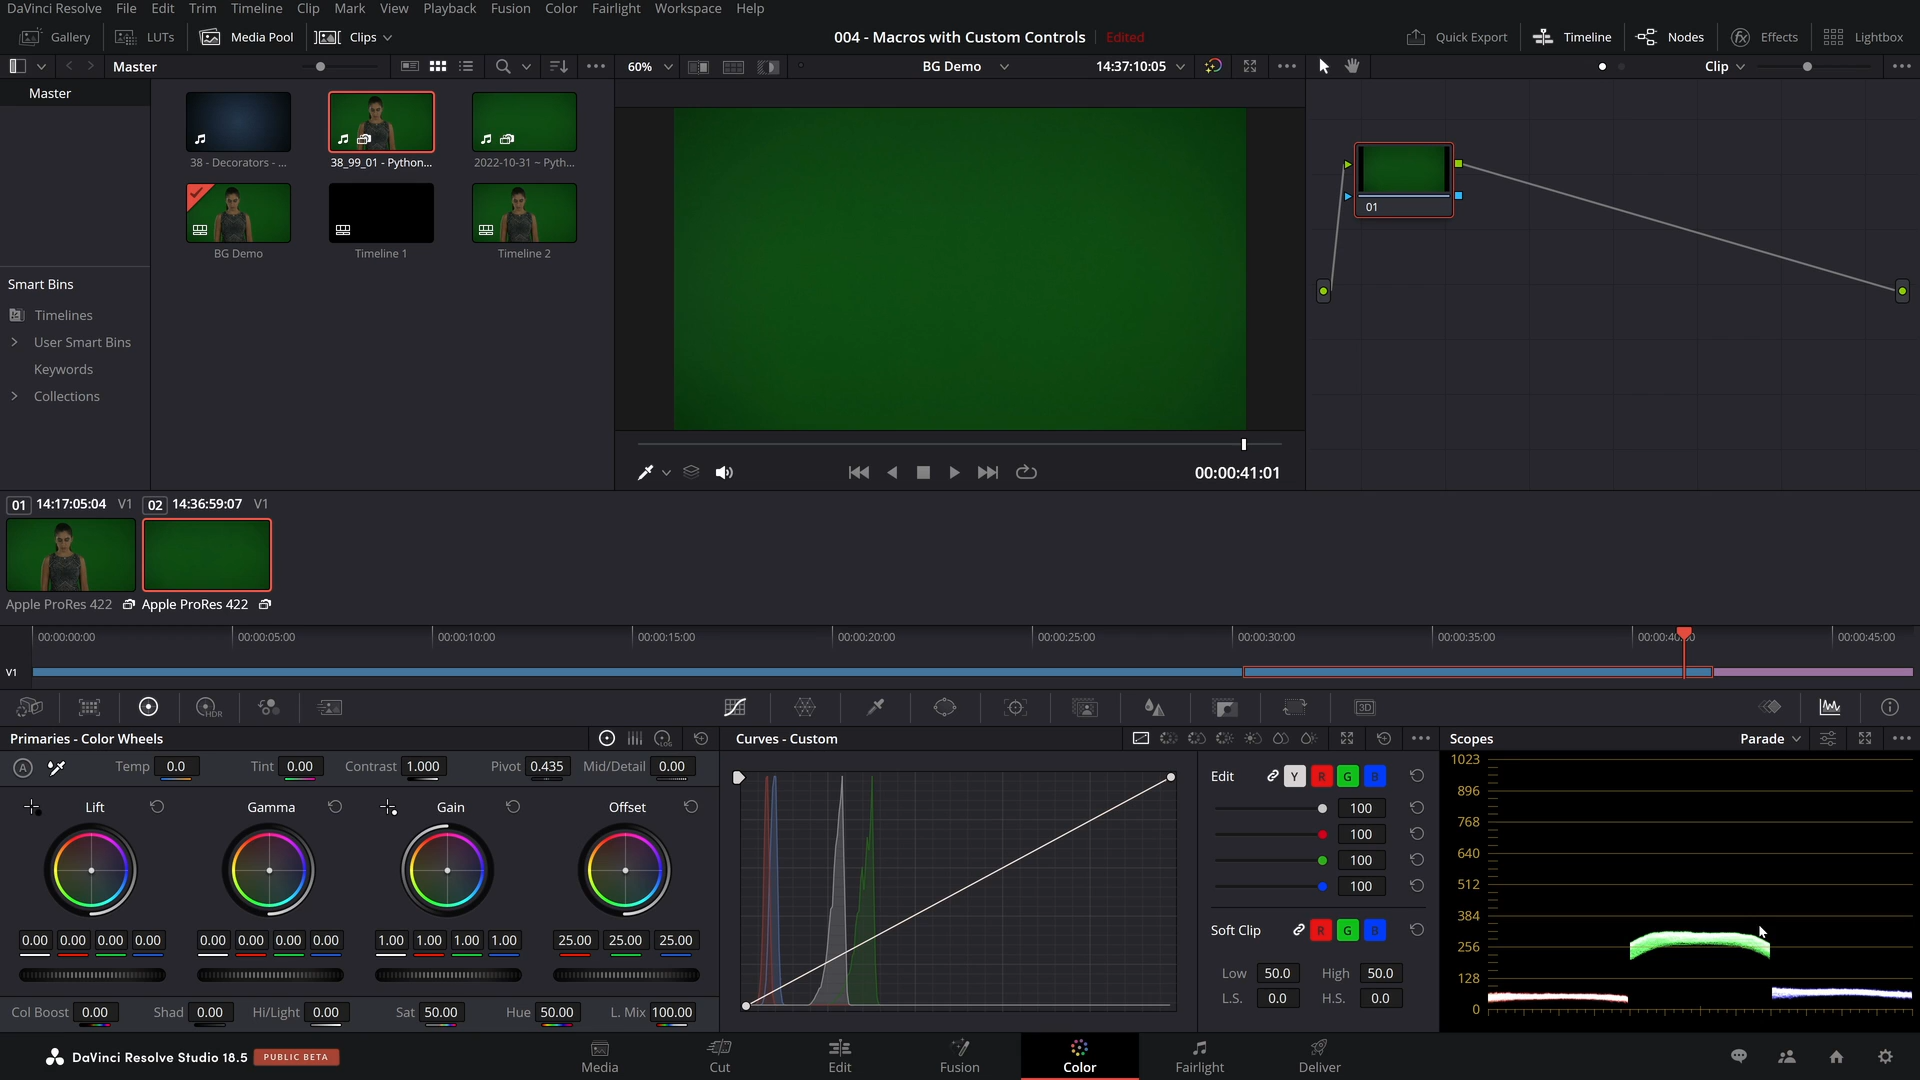 DaVinci Resolve File Edit Trim Timeline Clip Mark View Playback Fusion Color Fairlight Workspace Help
Gallery LUTs Media Pool Clips 004 - Macros with Custom Controls Edited Quick Export Timeline Nodes Effects Lightbox
Master 60% BG Demo 14:37:10:05 Clip
Master
38 - Decorators - ... 38_99_01 - Python... 2022-10-31 ~ Pyth...
01
BG Demo Timeline 1 Timeline 2
Smart Bins
Timelines
User Smart Bins
Keywords
Collections
00:00:41:01
01 14:17:05:04 V1 02 14:36:59:07 V1
Apple ProRes 422 Apple ProRes 422
00:00:00:00 00:00:05:00 00:00:10:00 00:00:15:00 00:00:20:00 00:00:25:00 00:00:30:00 00:00:35:00 00:00:40:00 00:00:45:00
V1
HDR 3D
Primaries - Color Wheels LOG Curves - Custom Scopes Parade
A Temp 0.0 Tint 0.00 Contrast 1.000 Pivot 0.435 Mid/Detail 0.00
Lift Gamma Gain Offset
0.00 0.00 0.00 0.00 0.00 0.00 0.00 0.00 1.00 1.00 1.00 1.00 25.00 25.00 25.00
Col Boost 0.00 Shad 0.00 Hi/Light 0.00 Sat 50.00 Hue 50.00 L. Mix 100.00
Edit Y R G B
100
100
100
100
Soft Clip R G B
Low 50.0 High 50.0
L.S. 0.0 H.S. 0.0
1023
896
768
640
512
384
256
128
0
DaVinci Resolve Studio 18.5 PUBLIC BETA
Media Cut Edit Fusion Color Fairlight Deliver